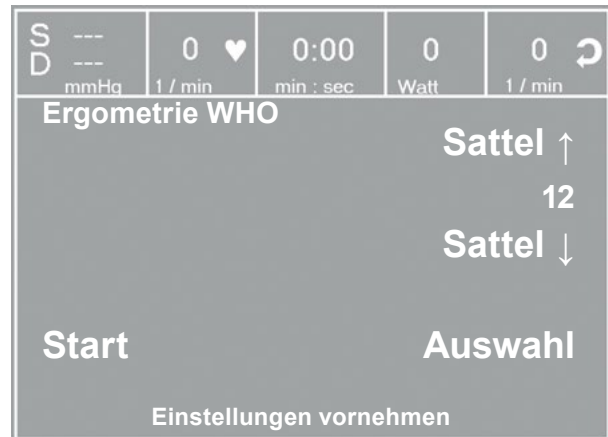 S --- 0 ♥ 0:00 0 0
D ---
mmHg 1 / min min : sec Watt 1 / min
Ergometrie WHO
Sattel ↑
12
Sattel ↓
Start Auswahl
Einstellungen vornehmen